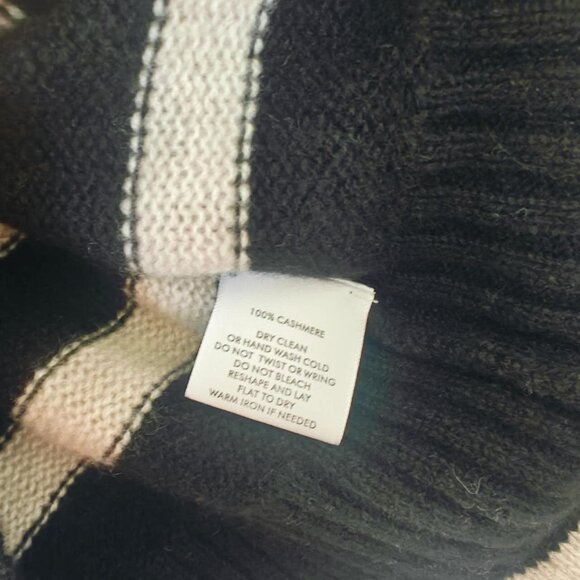 100% CASHMERE
DRY CLEAN
OR HAND WASH COLD
DO NOT TWIST OR WRING
DO NOT BLEACH
RESHAPE AND LAY
FLAT TO DRY
WARM IRON IF NEEDED